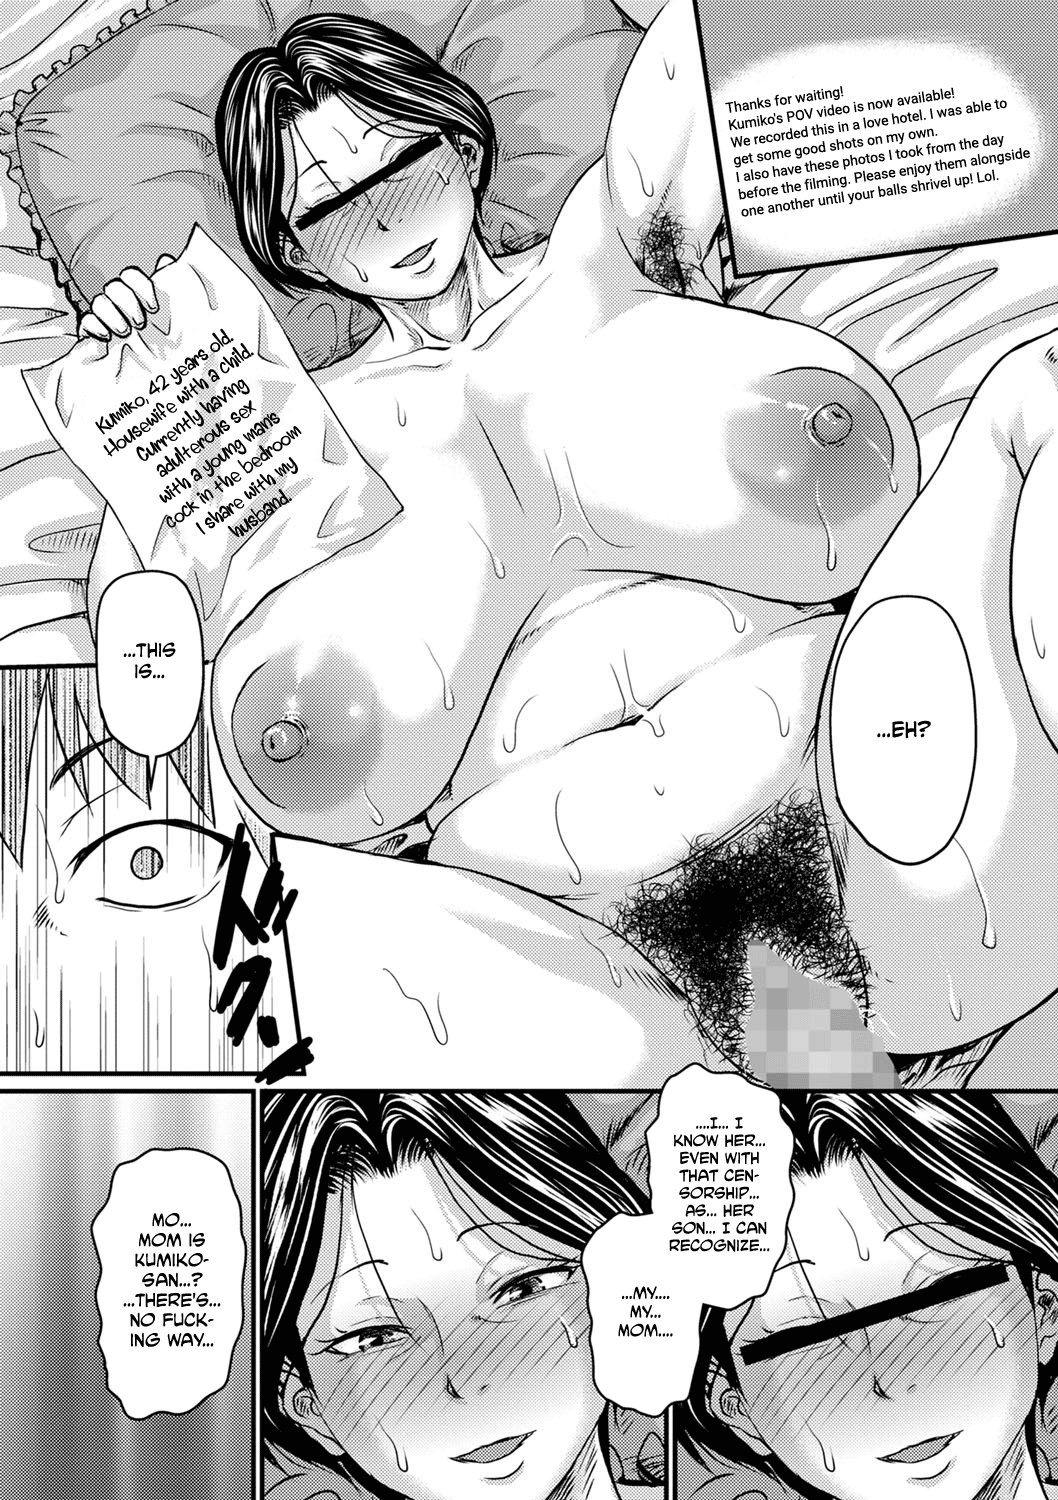 Thanks for waiting!
Kumiko's POV video is now available!
We recorded this in a love hotel. I was able to
get some good shots on my own.
I also have these photos I took from the day
before the filming. Please enjoy them alongside
one another until your balls shrivel up! Lol.
Kumiko, 42 years old.
Housewife with a child.
Currently having
adulterous sex
with a young man's
cock in the bedroom
I share with my
husband.
...THIS
IS...
...EH?
ドクン
....I... I
KNOW HER...
EVEN WITH
THAT CEN-
SORSHIP...
AS... HER
SON... I CAN
RECOGNIZE...
...MY....
MY...
MOM....
MO...
MOM IS
KUMIKO-
SAN...?
...THERE'S...
NO FUCK-
ING WAY...